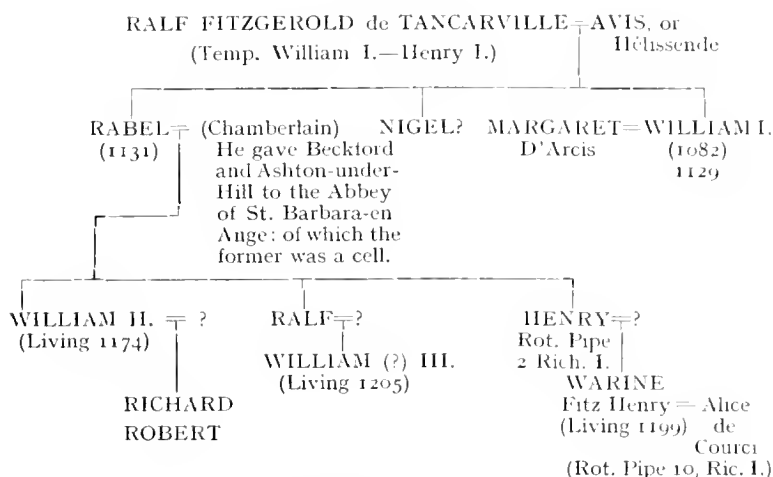 RALF FITZGEROLD de TANCARVILLE = AVIS, or
(Temp. William I.—Henry I.) Hélissende
RABEL = (Chamberlain) NIGEL? MARGARET = WILLIAM I.
(1131) He gave Beckford D'Arcis (1082)
and Ashton-under- 1129
Hill to the Abbey
of St. Barbara-en
Auge: of which the
former was a cell.
WILLIAM II. = ? RALF = ? HENRY = ?
(Living 1174) Rot. Pipe
WILLIAM (?) III. 2 Rich. I.
(Living 1205) WARINE
RICHARD Fitz Henry = Alice
ROBERT (Living 1199) de
Courci
(Rot. Pipe 10, Ric. I.)